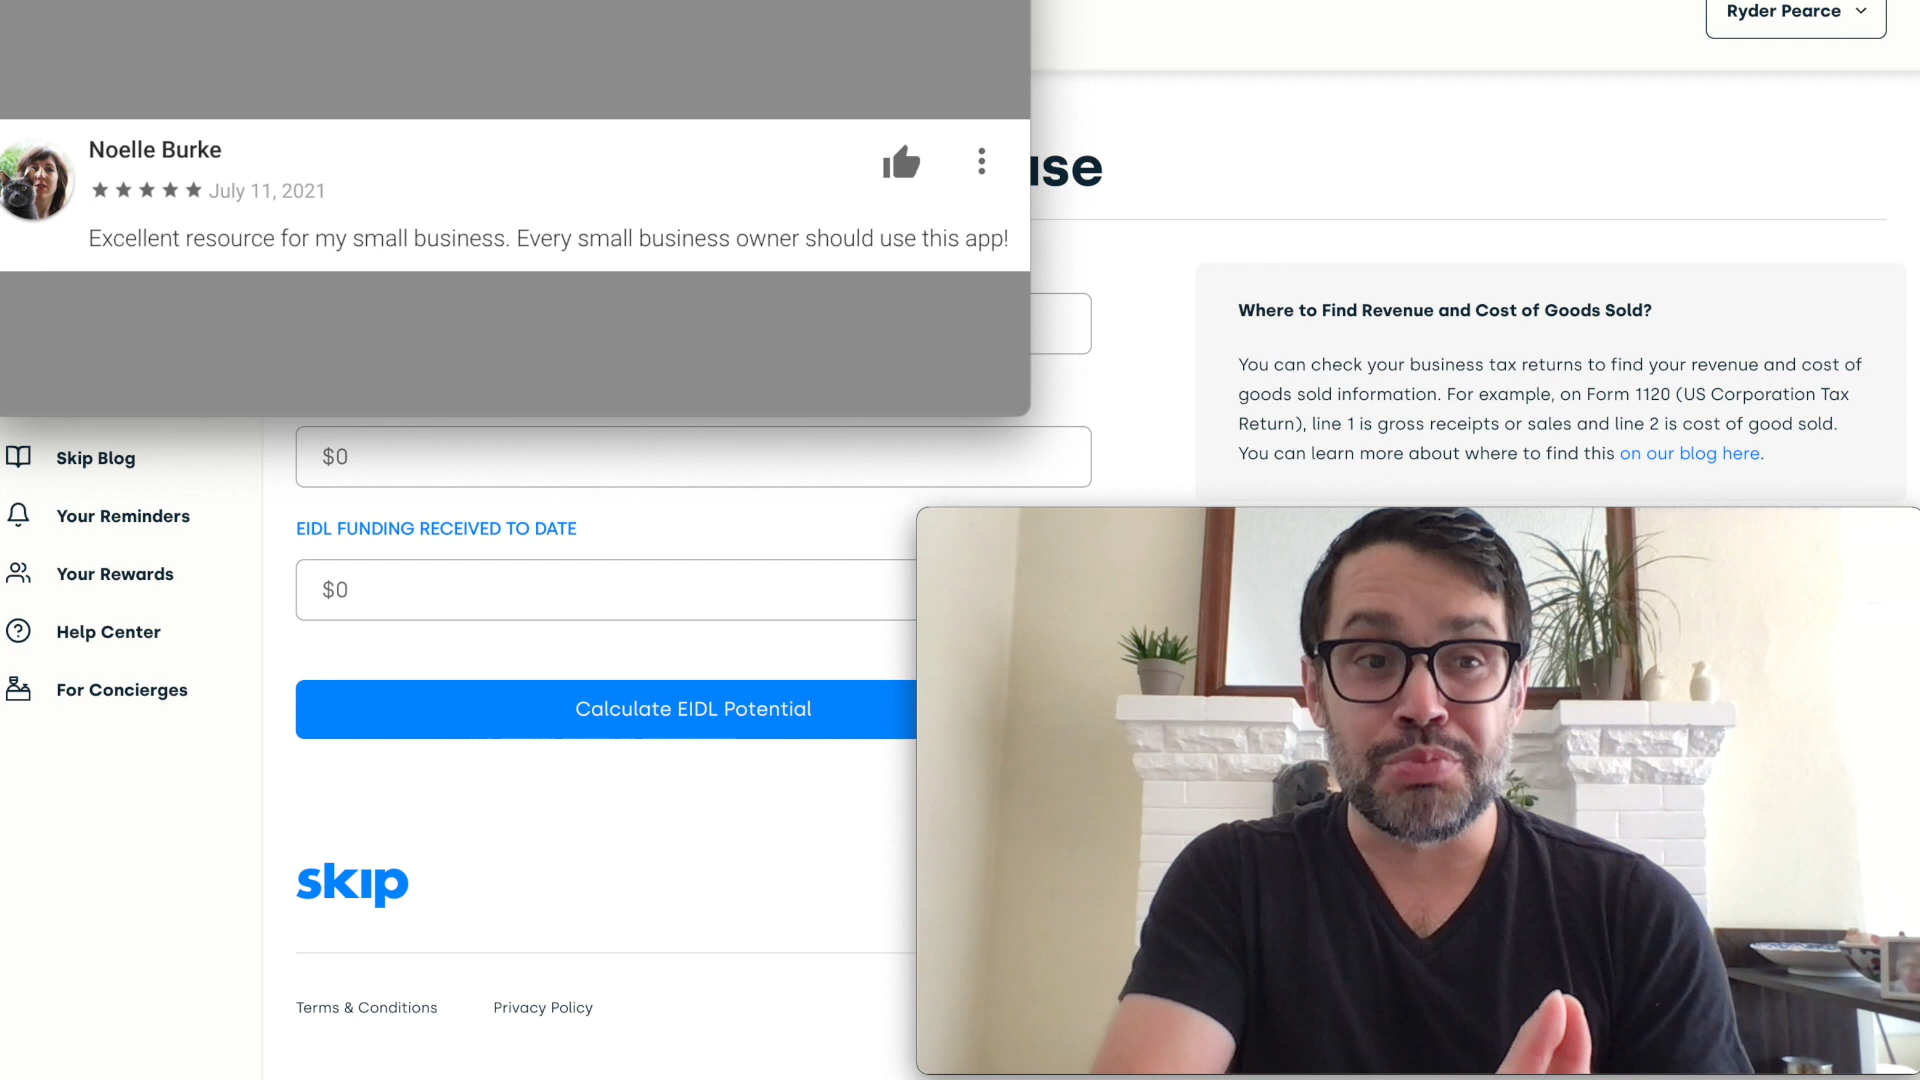 Ryder Pearce
Noelle Burke
July 11, 2021
Excellent resource for my small business. Every small business owner should use this app!
Where to Find Revenue and Cost of Goods Sold?
You can check your business tax returns to find your revenue and cost of
goods sold information. For example, on Form 1120 (US Corporation Tax
Return), line 1 is gross receipts or sales and line 2 is cost of good sold.
You can learn more about where to find this on our blog here.
Skip Blog
$0
Your Reminders
EIDL FUNDING RECEIVED TO DATE
Your Rewards
$0
Help Center
For Concierges
Calculate EIDL Potential
skip
Terms & Conditions
Privacy Policy